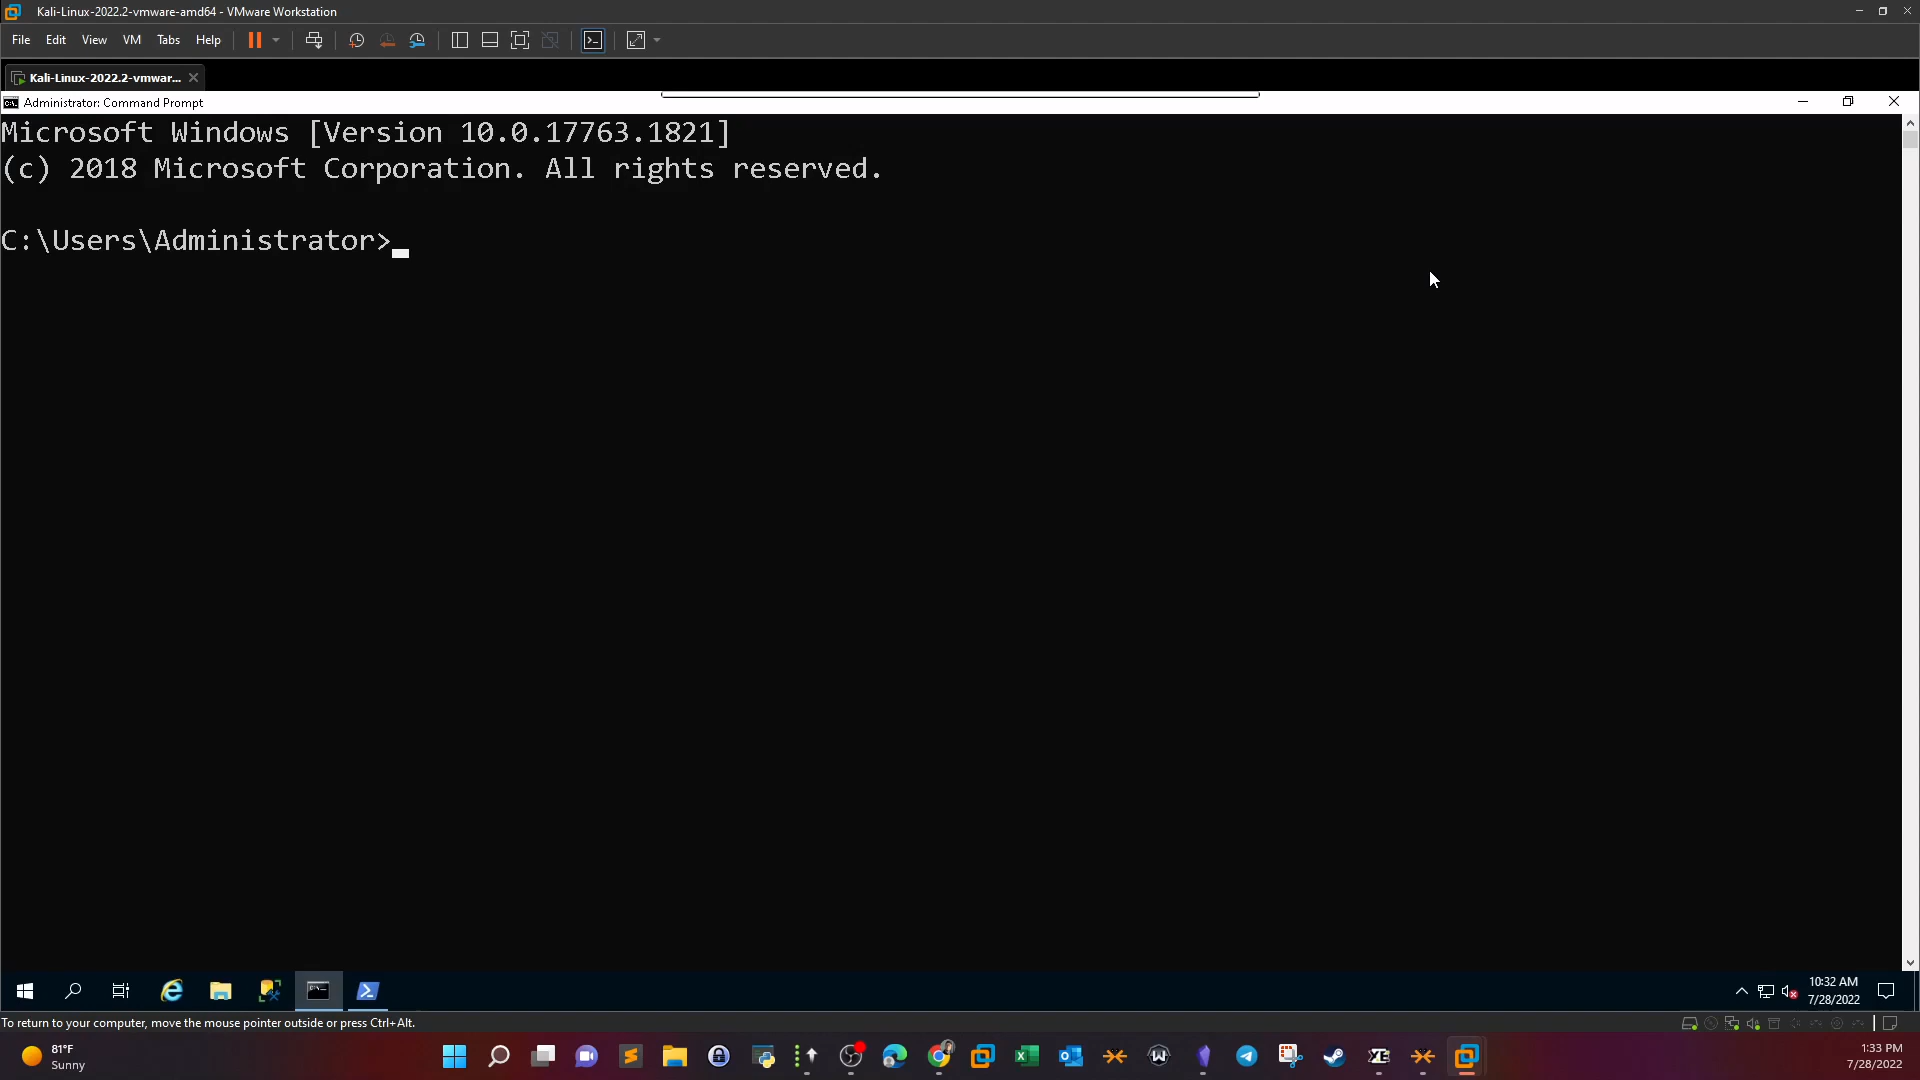 Kali-Linux-2022.2-vmware-amd64 - VMware Workstation
File Edit View VM Tabs Help
Kali-Linux-2022.2-vmwar...
Administrator: Command Prompt
Microsoft Windows [Version 10.0.17763.1821]
(c) 2018 Microsoft Corporation. All rights reserved.
C:\Users\Administrator>
10:32 AM
7/28/2022
To return to your computer, move the mouse pointer outside or press Ctrl+Alt.
81°F
Sunny
1:33 PM
7/28/2022